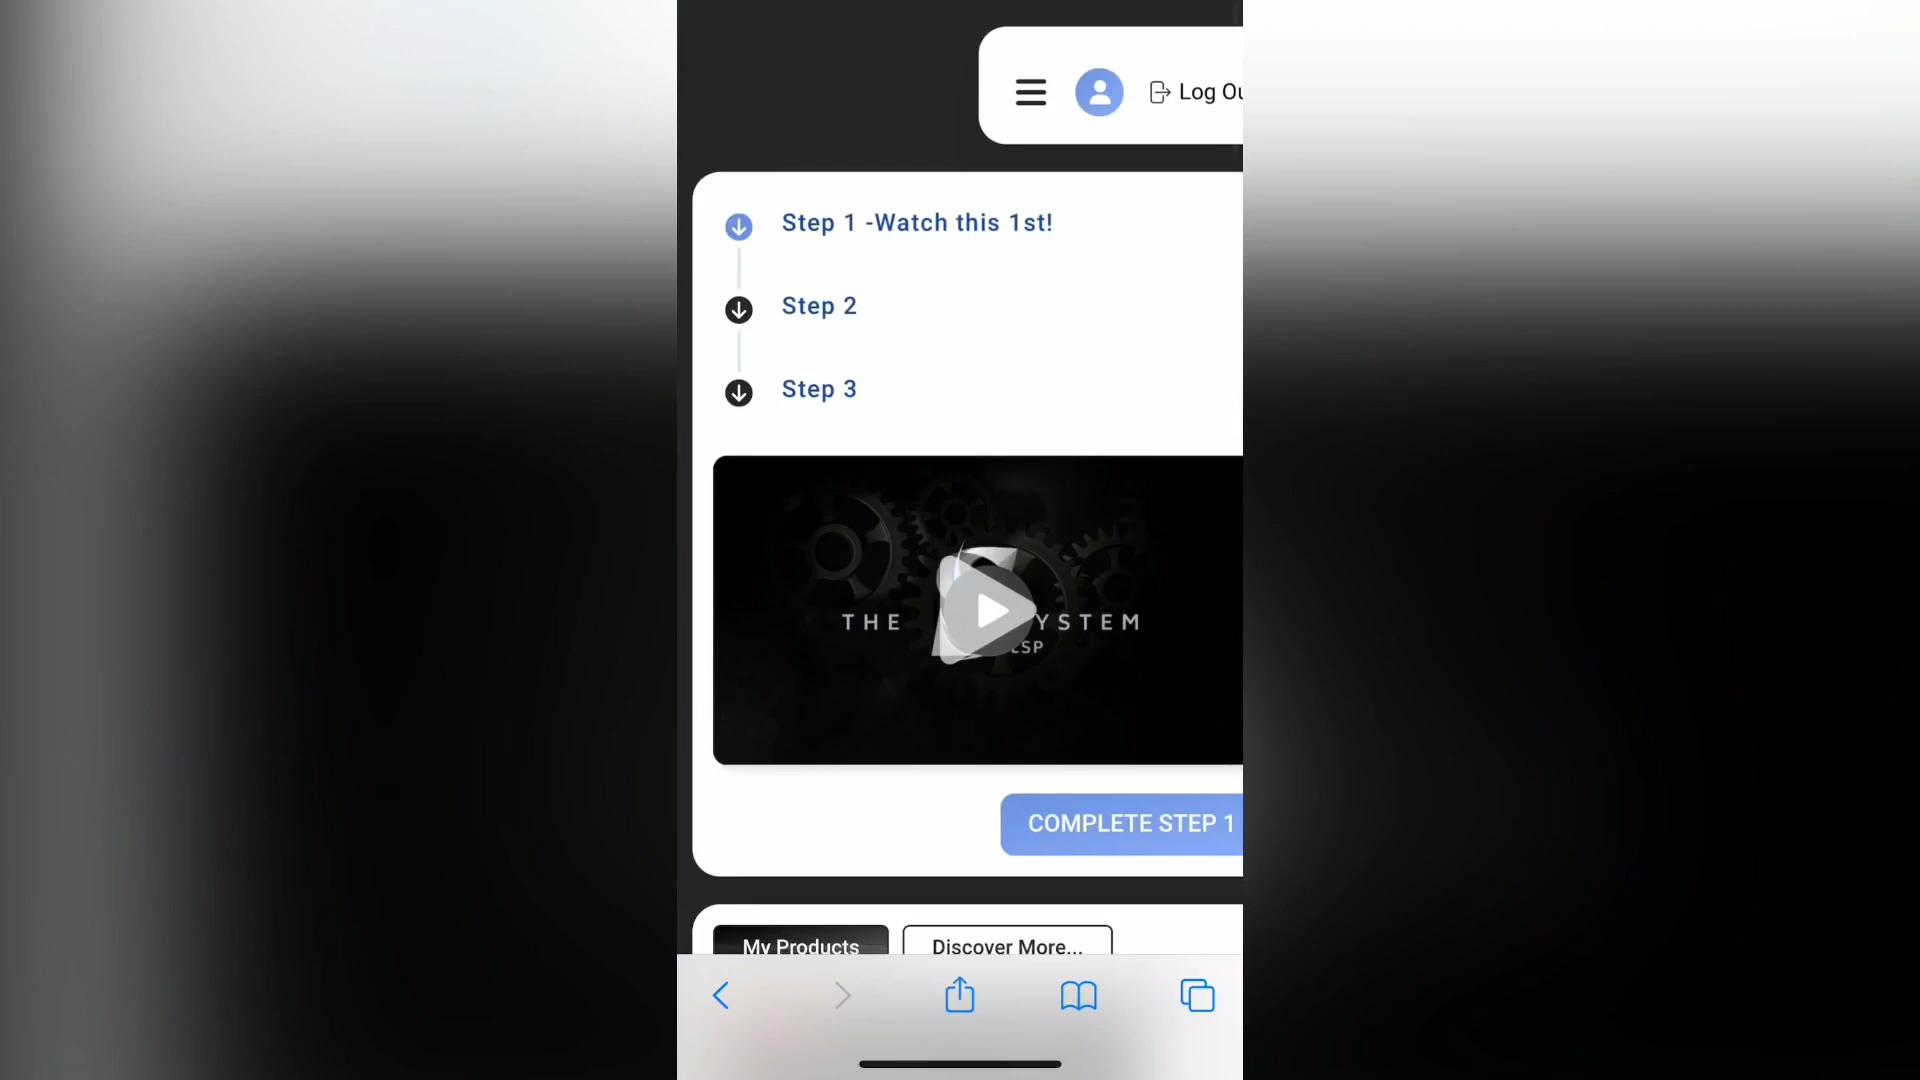 Log Ou
Step 1 -Watch this 1st!
Step 2
Step 3
THE YSTEM
LSP
COMPLETE STEP 1
My Products
Discover More...